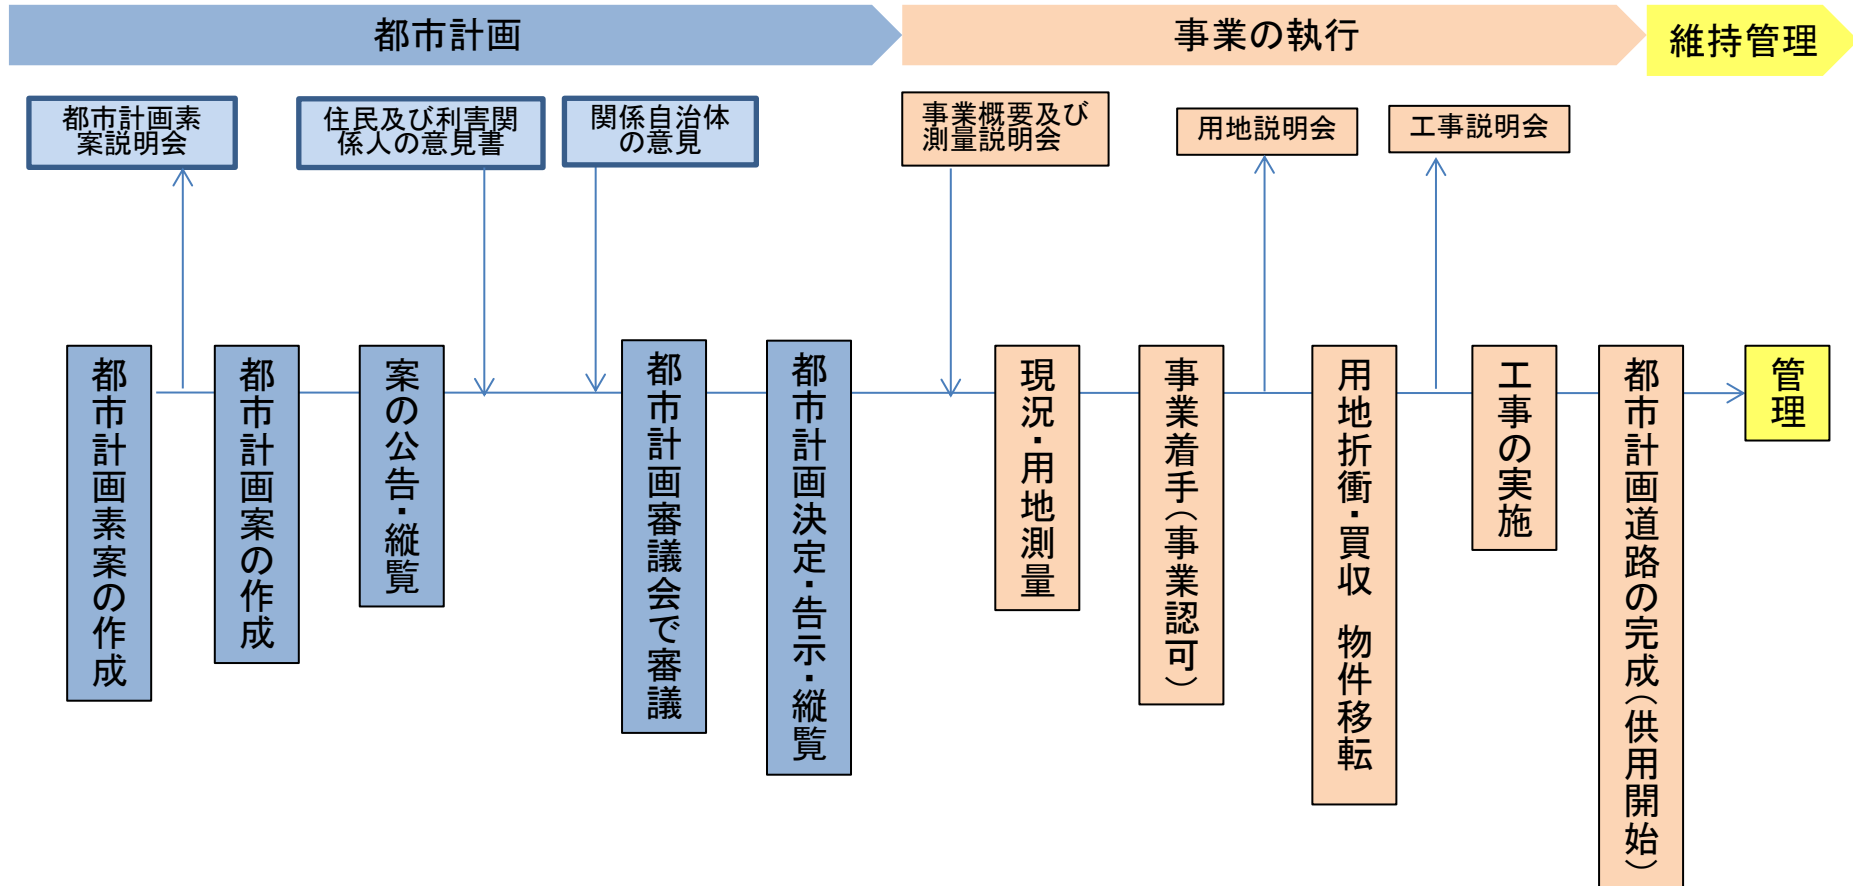 都市計画
事業の執行
維持管理
都市計画素
案説明会
住民及び利害関
係人の意見書
関係自治体
の意見
事業概要及び
測量説明会
用地説明会
工事説明会
都市計画素案の作成
都市計画案の作成
案の公告・縦覧
都市計画審議会で審議
都市計画決定・告示・縦覧
現況・用地測量
事業着手（事業認可）
用地折衝・買収　物件移転
工事の実施
都市計画道路の完成（供用開始）
管理